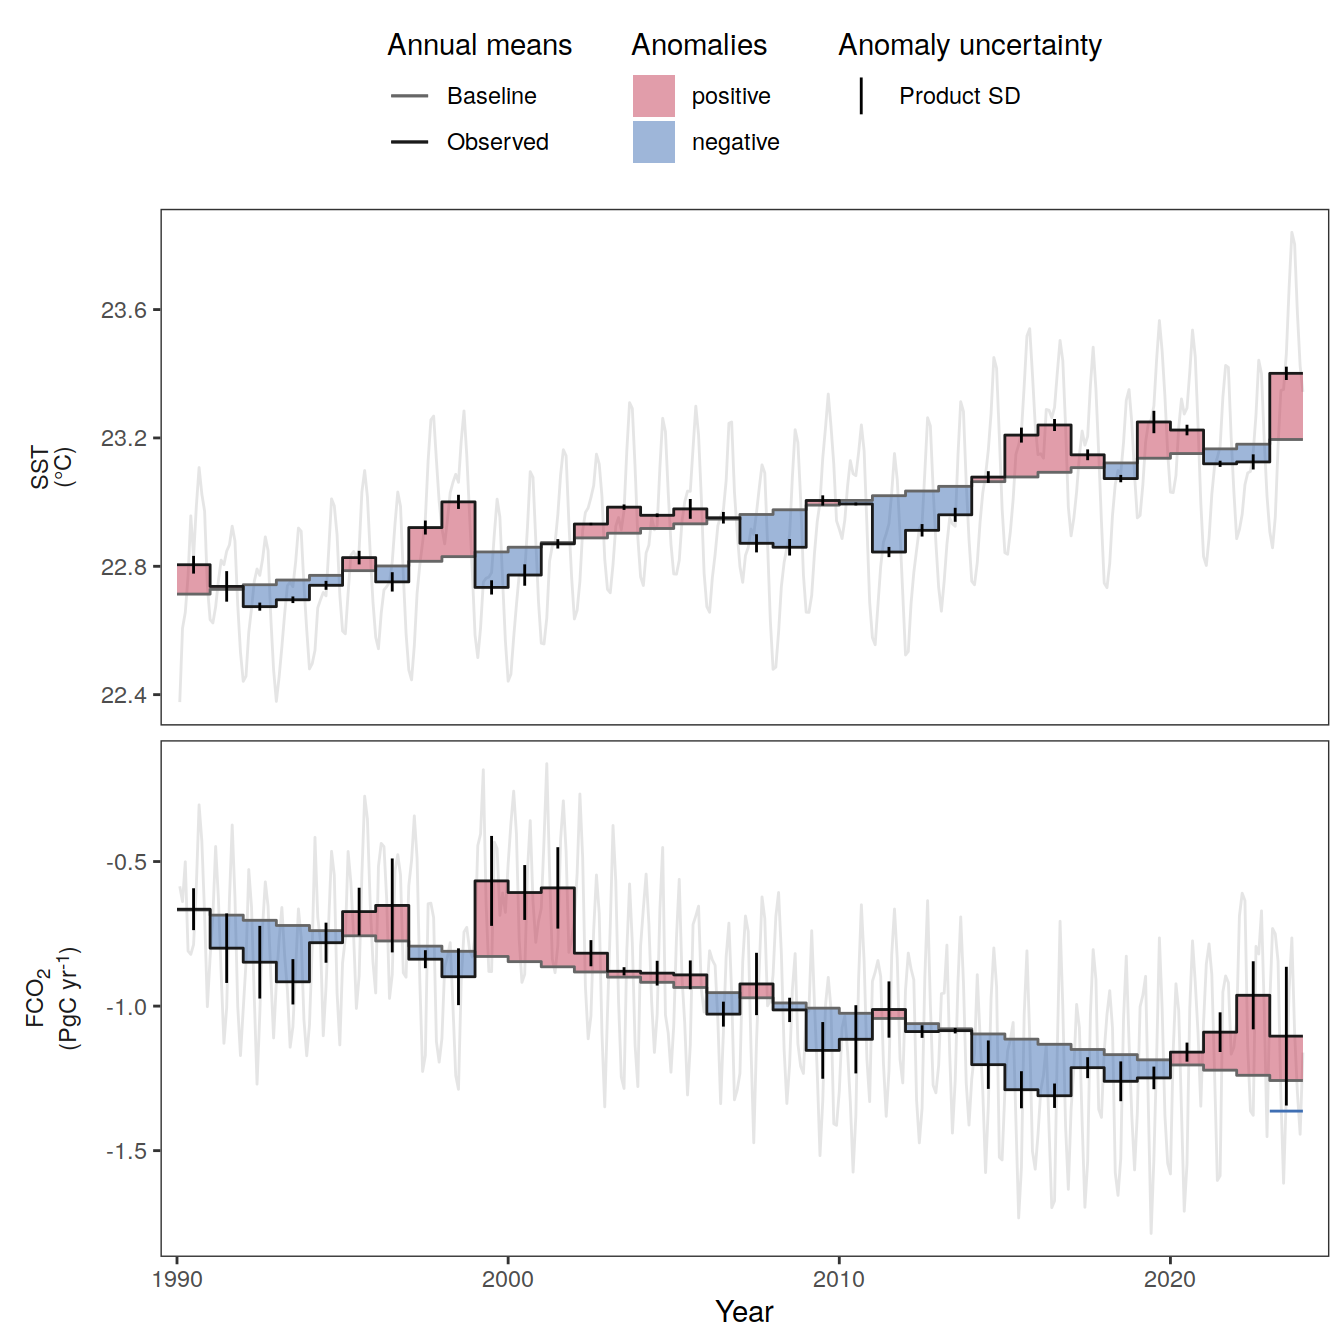 Annual means
Baseline
Observed
Anomalies
positive
negative
Anomaly uncertainty
Product SD
SST
(°C)
23.6
23.2
22.8
22.4
FCO₂
(PgC yr⁻¹)
-0.5
-1.0
-1.5
1990 2000 2010 2020
Year